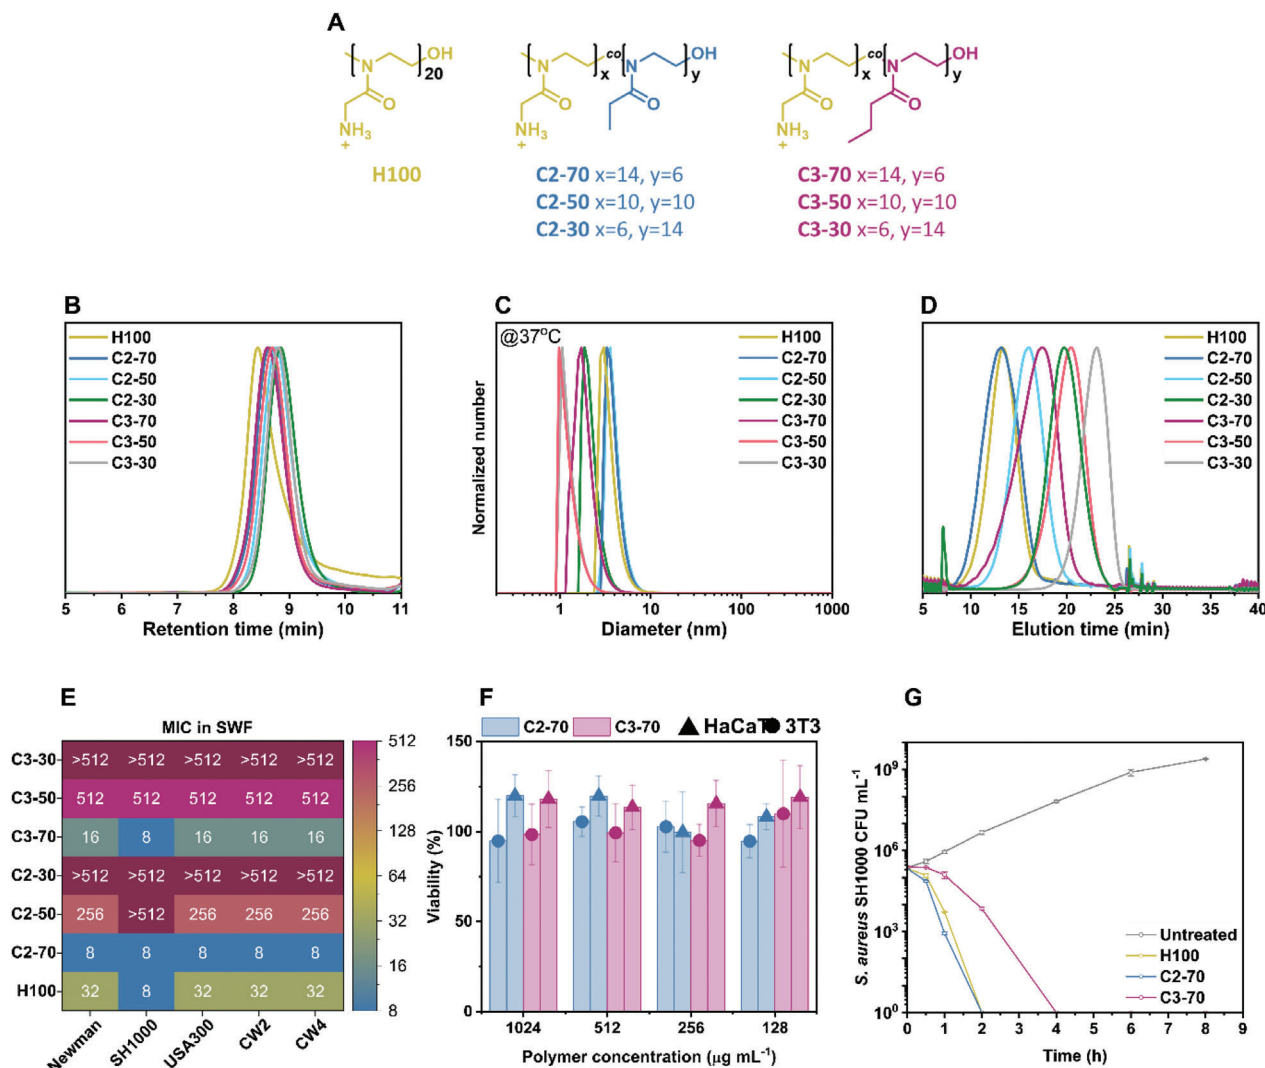 A
N
OH
20
O
NH3
+
H100
N
co
N
OH
x
y
O
O
NH3
+
C2-70 x=14, y=6
C2-50 x=10, y=10
C2-30 x=6, y=14
N
co
N
OH
x
y
O
O
NH3
+
C3-70 x=14, y=6
C3-50 x=10, y=10
C3-30 x=6, y=14
B
H100
C2-70
C2-50
C2-30
C3-70
C3-50
C3-30
5 6 7 8 9 10 11
Retention time (min)
C
@37°C
H100
C2-70
C2-50
C2-30
C3-70
C3-50
C3-30
Normalized number
1 10 100 1000
Diameter (nm)
D
H100
C2-70
C2-50
C2-30
C3-70
C3-50
C3-30
5 10 15 20 25 30 35 40
Elution time (min)
E
MIC in SWF
C3-30 >512 >512 >512 >512 >512
C3-50 512 512 512 512 512
C3-70 16 8 16 16 16
C2-30 >512 >512 >512 >512 >512
C2-50 256 >512 256 256 256
C2-70 8 8 8 8 8
H100 32 8 32 32 32
Newman SH1000 USA300 CW2 CW4
512
256
128
64
32
16
8
F
C2-70 C3-70 HaCaT 3T3
150
100
50
0
Viability (%)
1024 512 256 128
Polymer concentration (µg mL⁻¹)
G
S. aureus SH1000 CFU mL⁻¹
10⁹
10⁶
10³
10⁰
Untreated
H100
C2-70
C3-70
0 1 2 3 4 5 6 7 8 9
Time (h)